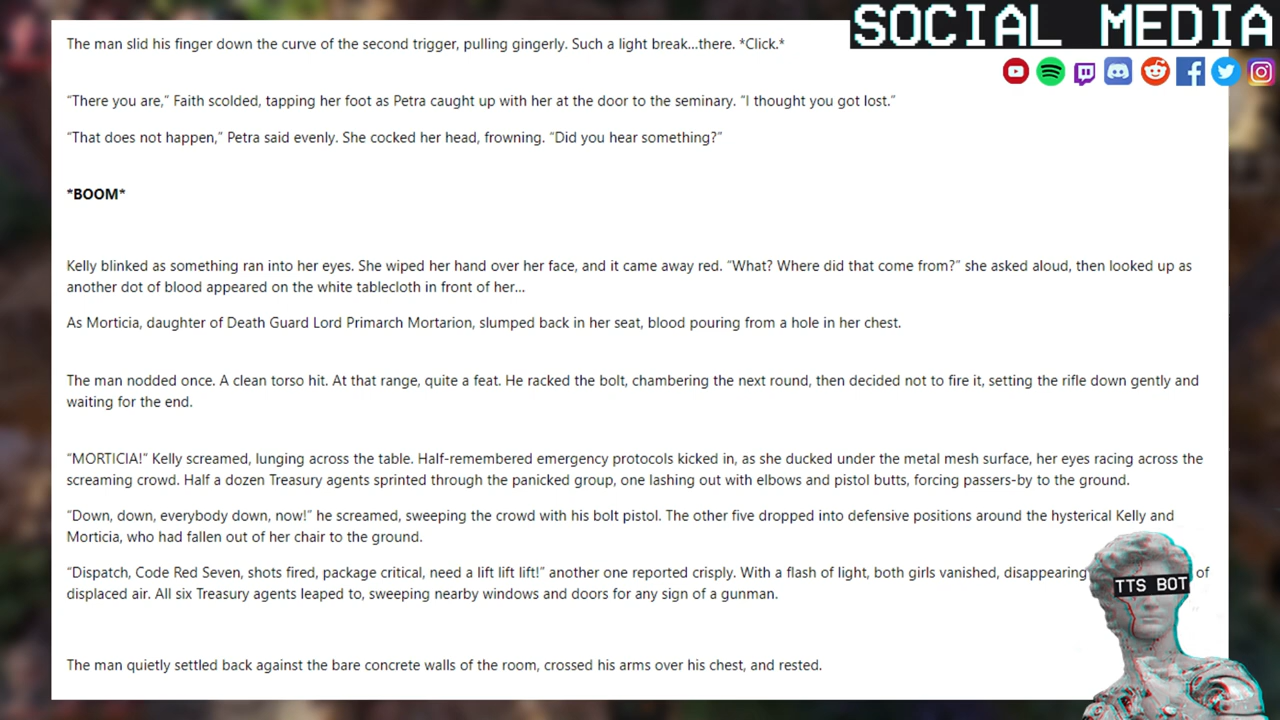 SOCIAL MEDIA
The man slid his finger down the curve of the second trigger, pulling gingerly. Such a light break...there. *Click.*
“There you are,” Faith scolded, tapping her foot as Petra caught up with her at the door to the seminary. “I thought you got lost.”
“That does not happen,” Petra said evenly. She cocked her head, frowning. “Did you hear something?”
*BOOM*
Kelly blinked as something ran into her eyes. She wiped her hand over her face, and it came away red. “What? Where did that come from?” she asked aloud, then looked up as
another dot of blood appeared on the white tablecloth in front of her...
As Morticia, daughter of Death Guard Lord Primarch Mortarion, slumped back in her seat, blood pouring from a hole in her chest.
The man nodded once. A clean torso hit. At that range, quite a feat. He racked the bolt, chambering the next round, then decided not to fire it, setting the rifle down gently and
waiting for the end.
“MORTICIA!” Kelly screamed, lunging across the table. Half-remembered emergency protocols kicked in, as she ducked under the metal mesh surface, her eyes racing across the
screaming crowd. Half a dozen Treasury agents sprinted through the panicked group, one lashing out with elbows and pistol butts, forcing passers-by to the ground.
“Down, down, everybody down, now!” he screamed, sweeping the crowd with his bolt pistol. The other five dropped into defensive positions around the hysterical Kelly and
Morticia, who had fallen out of her chair to the ground.
“Dispatch, Code Red Seven, shots fired, package critical, need a lift lift lift!” another one reported crisply. With a flash of light, both girls vanished, disappearing of
displaced air. All six Treasury agents leaped to, sweeping nearby windows and doors for any sign of a gunman.
TTS BOT
The man quietly settled back against the bare concrete walls of the room, crossed his arms over his chest, and rested.